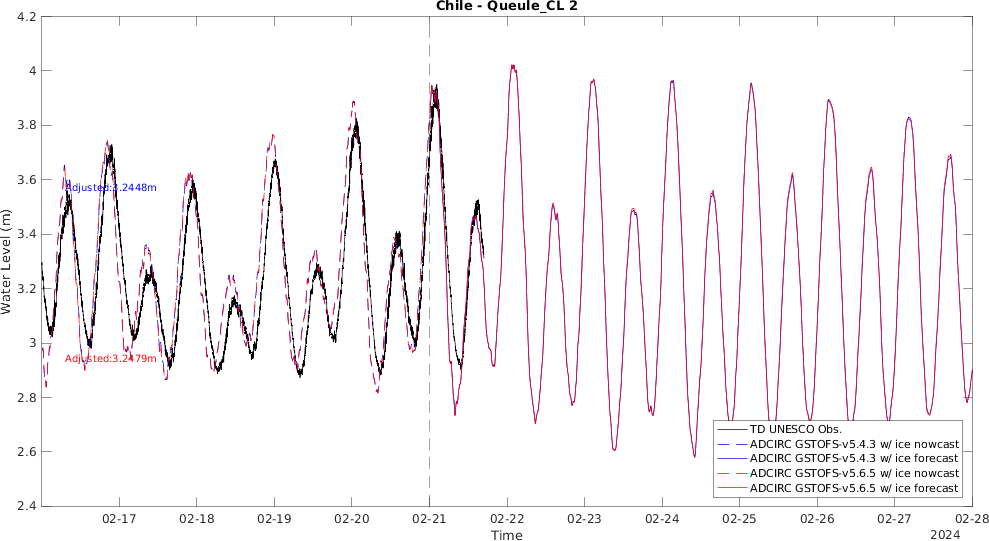 Chile - Queule_CL 2
4.2
4
3.8
3.6
3.4
3.2
3
2.8
2.6
2.4
Water Level (m)
Adjusted:3.2448m
Adjusted:3.2479m
TD UNESCO Obs.
ADCIRC GSTOFS-v5.4.3 w/ ice nowcast
ADCIRC GSTOFS-v5.4.3 w/ ice forecast
ADCIRC GSTOFS-v5.6.5 w/ ice nowcast
ADCIRC GSTOFS-v5.6.5 w/ ice forecast
02-17 02-18 02-19 02-20 02-21 02-22 02-23 02-24 02-25 02-26 02-27 02-28
Time
2024